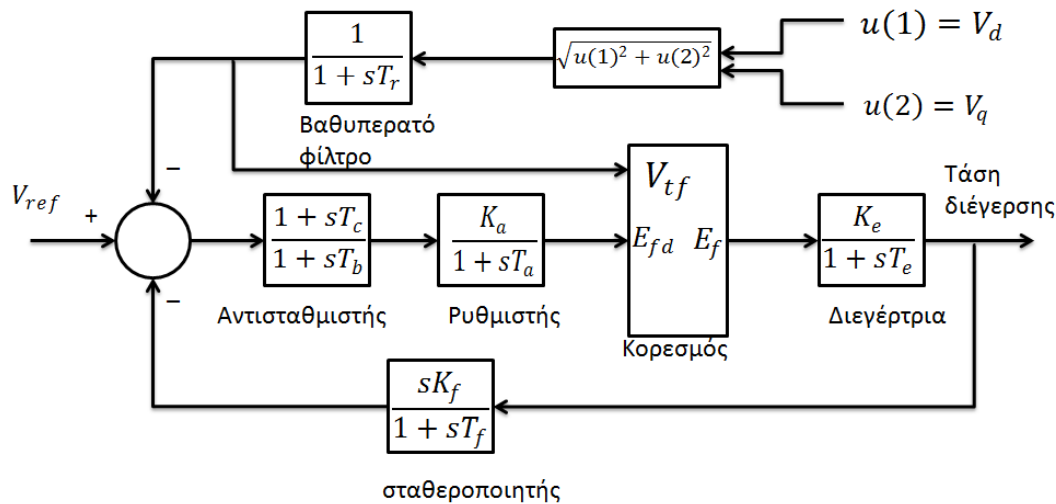 u(1) = V_d
√(u(1)² + u(2)²)
1 / (1 + sT_r)
u(2) = V_q
Βαθυπερατό
φίλτρο
−
V_ref
+
(1 + sT_c) / (1 + sT_b)
Αντισταθμιστής
K_a / (1 + sT_a)
Ρυθμιστής
V_tf
E_fd E_f
Κορεσμός
K_e / (1 + sT_e)
Διεγέρτρια
Τάση
διέγερσης
−
sK_f / (1 + sT_f)
σταθεροποιητής